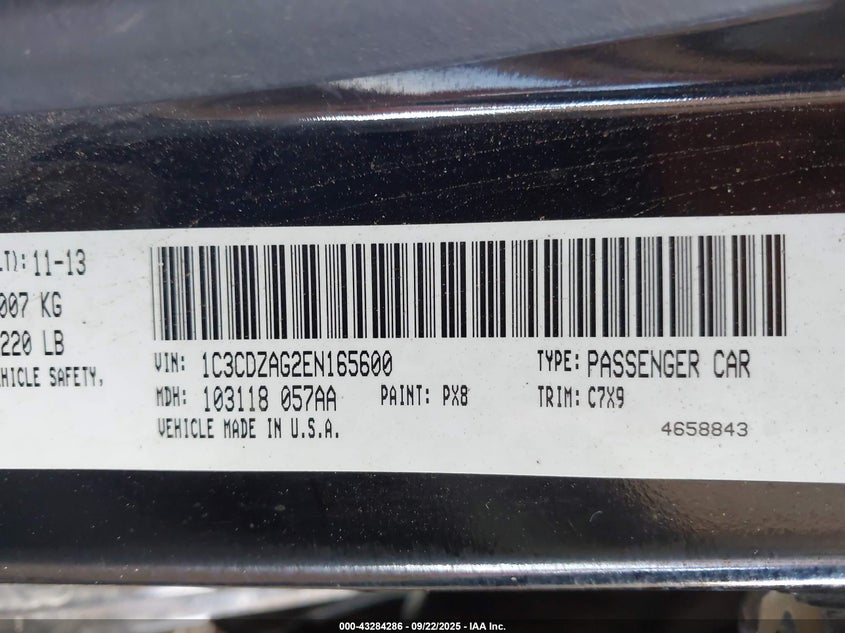 LT): 11-13
007 KG
220 LB
EHICLE SAFETY,
VIN: 1C3CDZAG2EN165600 TYPE: PASSENGER CAR
MDH: 103118 057AA PAINT: PX8 TRIM: C7X9
VEHICLE MADE IN U.S.A. 4658843
000-43284286 - 09/22/2025 - IAA Inc.